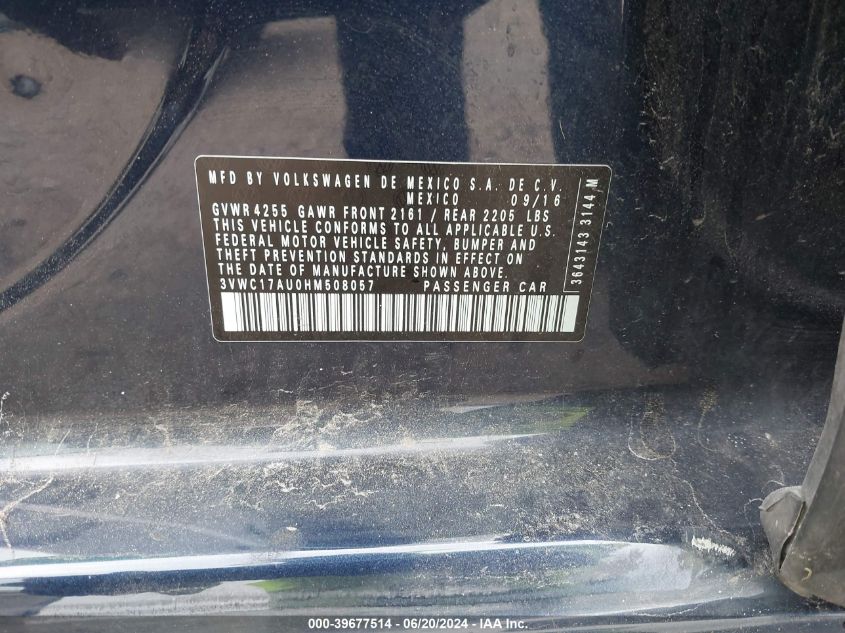 MFD BY VOLKSWAGEN DE MEXICO S.A. DE C.V.
MEXICO 09/16
GVWR 4255 GAWR FRONT 2161 / REAR 2205 LBS
THIS VEHICLE CONFORMS TO ALL APPLICABLE U.S.
FEDERAL MOTOR VEHICLE SAFETY, BUMPER AND
THEFT PREVENTION STANDARDS IN EFFECT ON
THE DATE OF MANUFACTURE SHOWN ABOVE.
3VWC17AU0HM508057 PASSENGER CAR
3643143 3144 M
000-39677514 - 06/20/2024 - IAA Inc.